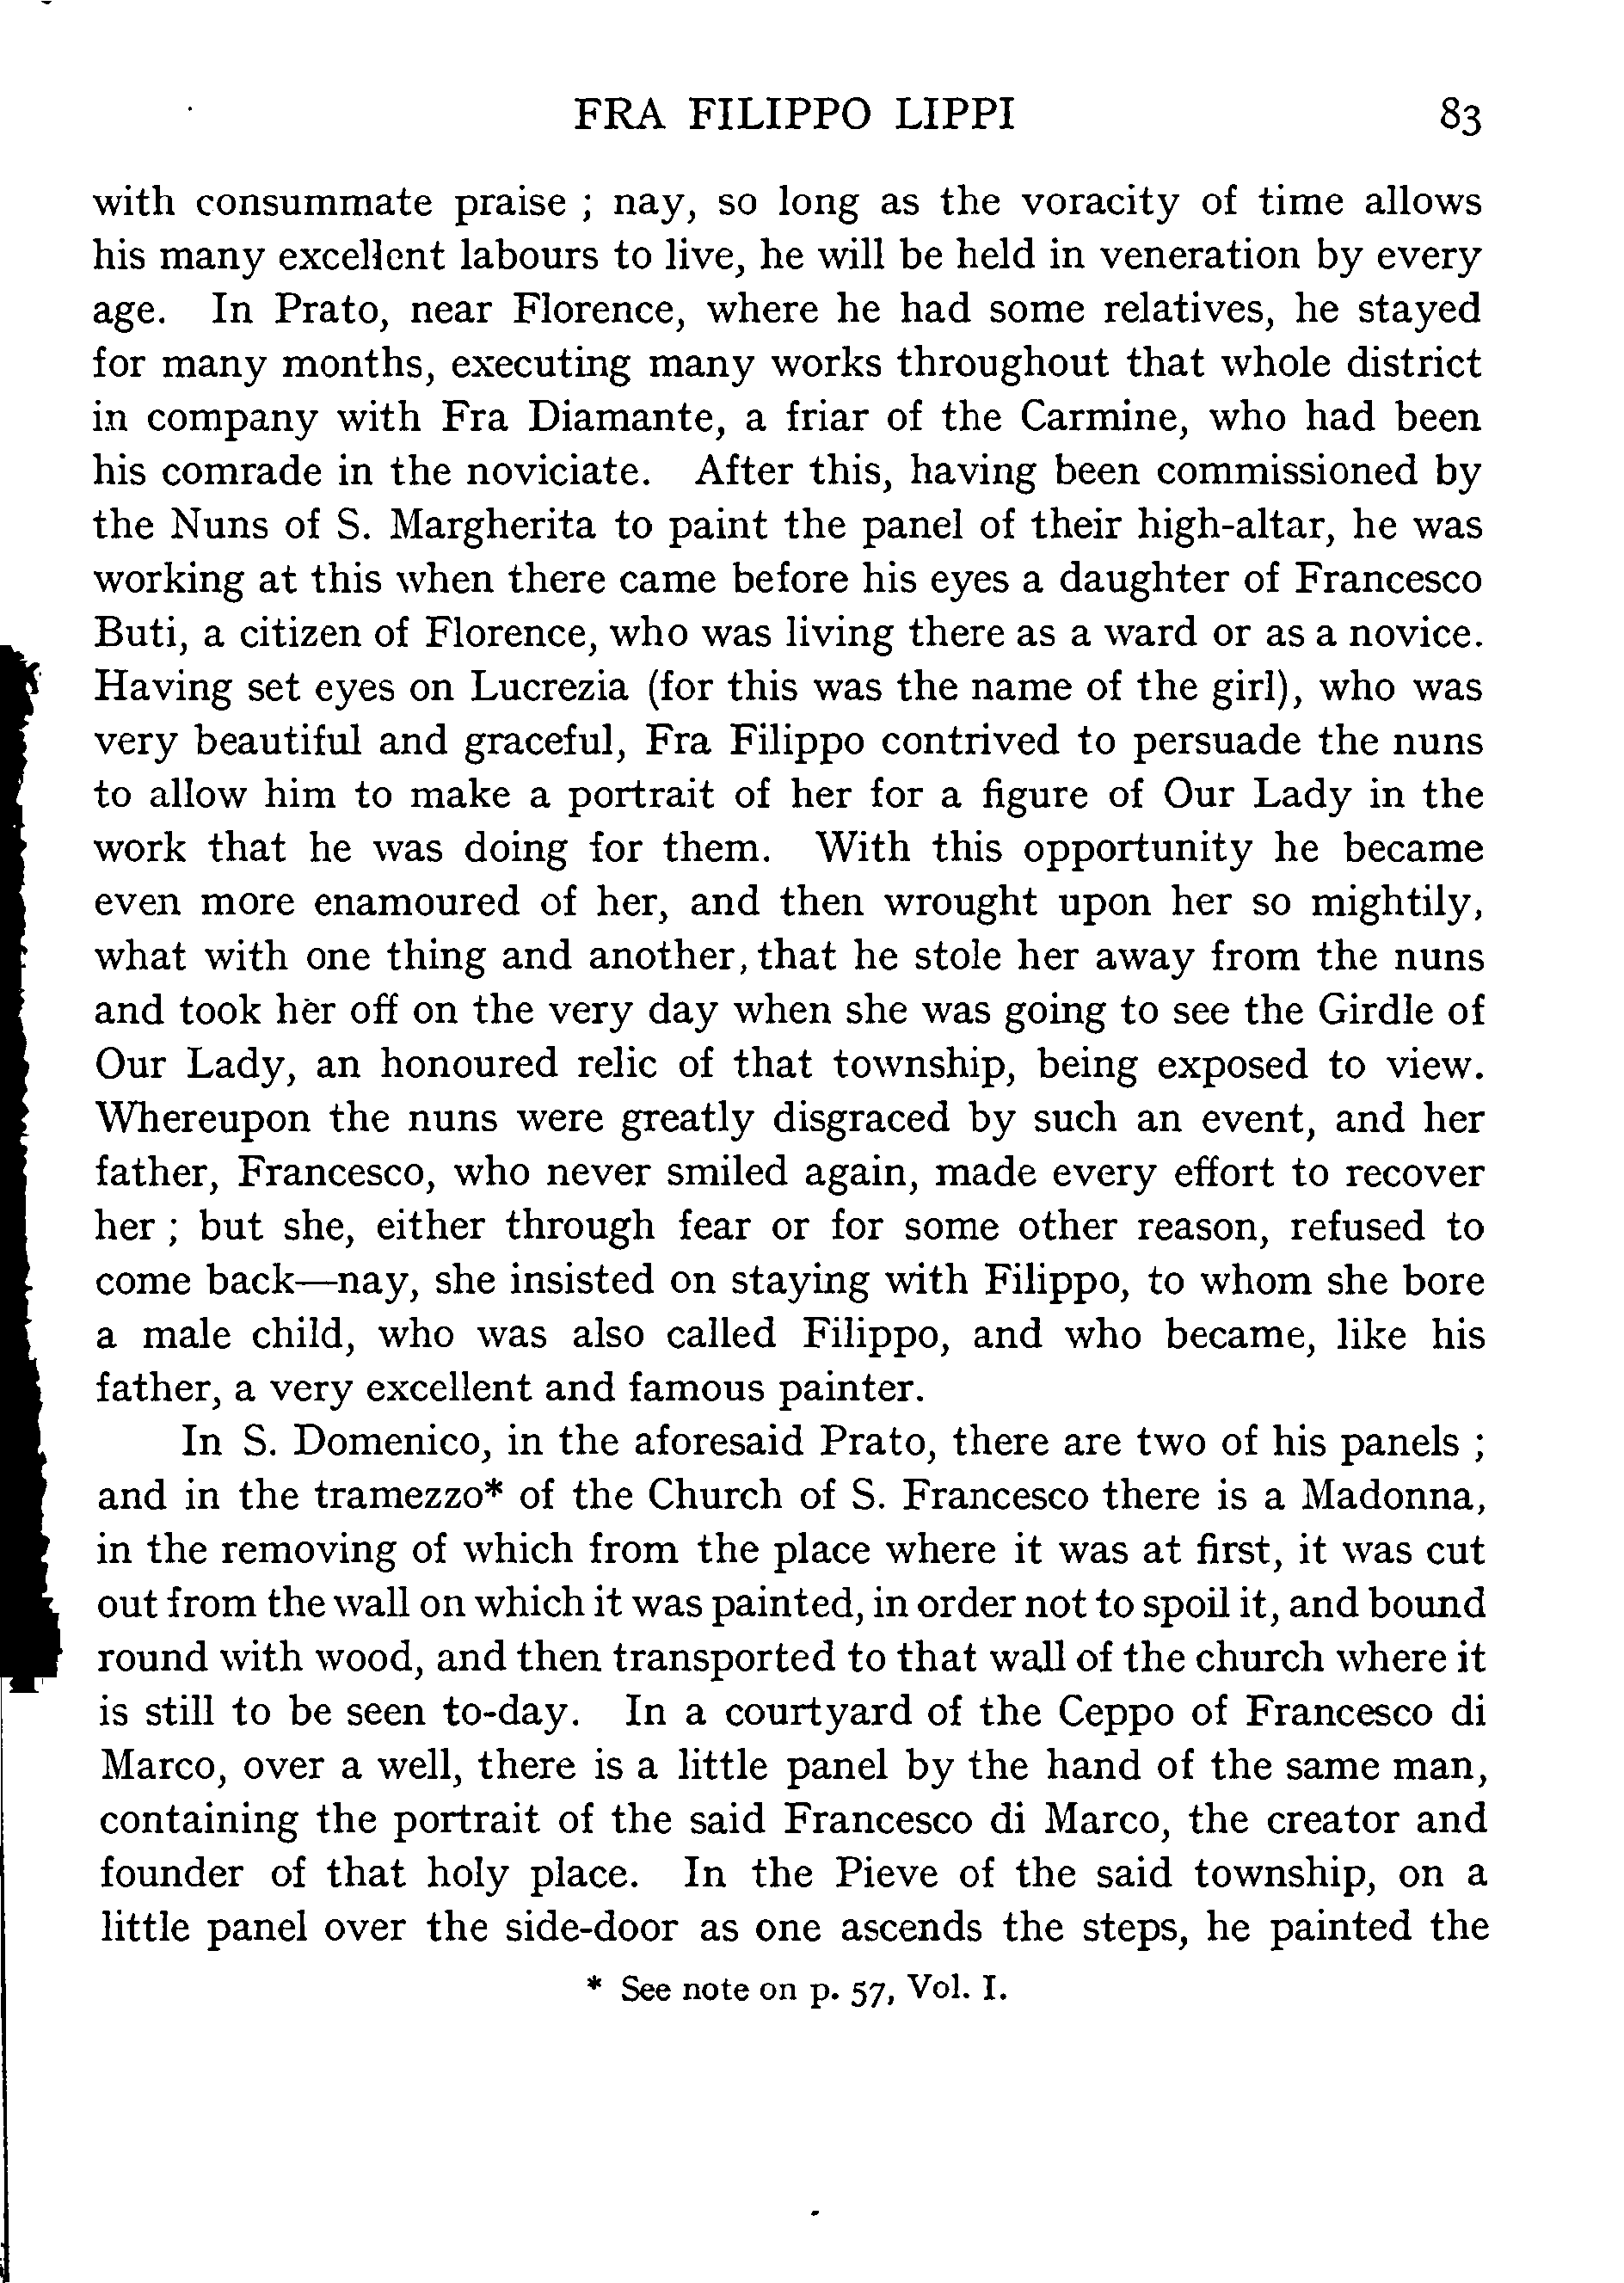 FRA FILIPPO LIPPI 83
with consummate praise ; nay, so long as the voracity of time allows
his many excellent labours to live, he will be held in veneration by every
age. In Prato, near Florence, where he had some relatives, he stayed
for many months, executing many works throughout that whole district
in company with Fra Diamante, a friar of the Carmine, who had been
his comrade in the noviciate. After this, having been commissioned by
the Nuns of S. Margherita to paint the panel of their high-altar, he was
working at this when there came before his eyes a daughter of Francesco
Buti, a citizen of Florence, who was living there as a ward or as a novice.
Having set eyes on Lucrezia (for this was the name of the girl), who was
very beautiful and graceful, Fra Filippo contrived to persuade the nuns
to allow him to make a portrait of her for a figure of Our Lady in the
work that he was doing for them. With this opportunity he became
even more enamoured of her, and then wrought upon her so mightily,
what with one thing and another, that he stole her away from the nuns
and took her off on the very day when she was going to see the Girdle of
Our Lady, an honoured relic of that township, being exposed to view.
Whereupon the nuns were greatly disgraced by such an event, and her
father, Francesco, who never smiled again, made every effort to recover
her ; but she, either through fear or for some other reason, refused to
come back—nay, she insisted on staying with Filippo, to whom she bore
a male child, who was also called Filippo, and who became, like his
father, a very excellent and famous painter.
In S. Domenico, in the aforesaid Prato, there are two of his panels ;
and in the tramezzo* of the Church of S. Francesco there is a Madonna,
in the removing of which from the place where it was at first, it was cut
out from the wall on which it was painted, in order not to spoil it, and bound
round with wood, and then transported to that wall of the church where it
is still to be seen to-day. In a courtyard of the Ceppo of Francesco di
Marco, over a well, there is a little panel by the hand of the same man,
containing the portrait of the said Francesco di Marco, the creator and
founder of that holy place. In the Pieve of the said township, on a
little panel over the side-door as one ascends the steps, he painted the
* See note on p. 57, Vol. I.